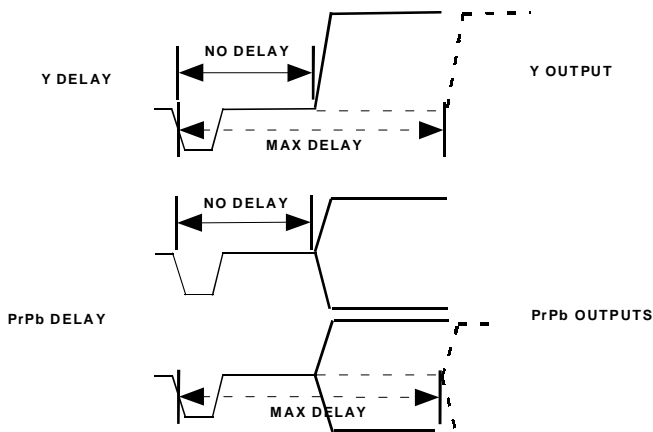 NO DELAY
Y DELAY
Y OUTPUT
MAX DELAY
NO DELAY
PrPb DELAY
PrPb OUTPUTS
MAX DELAY